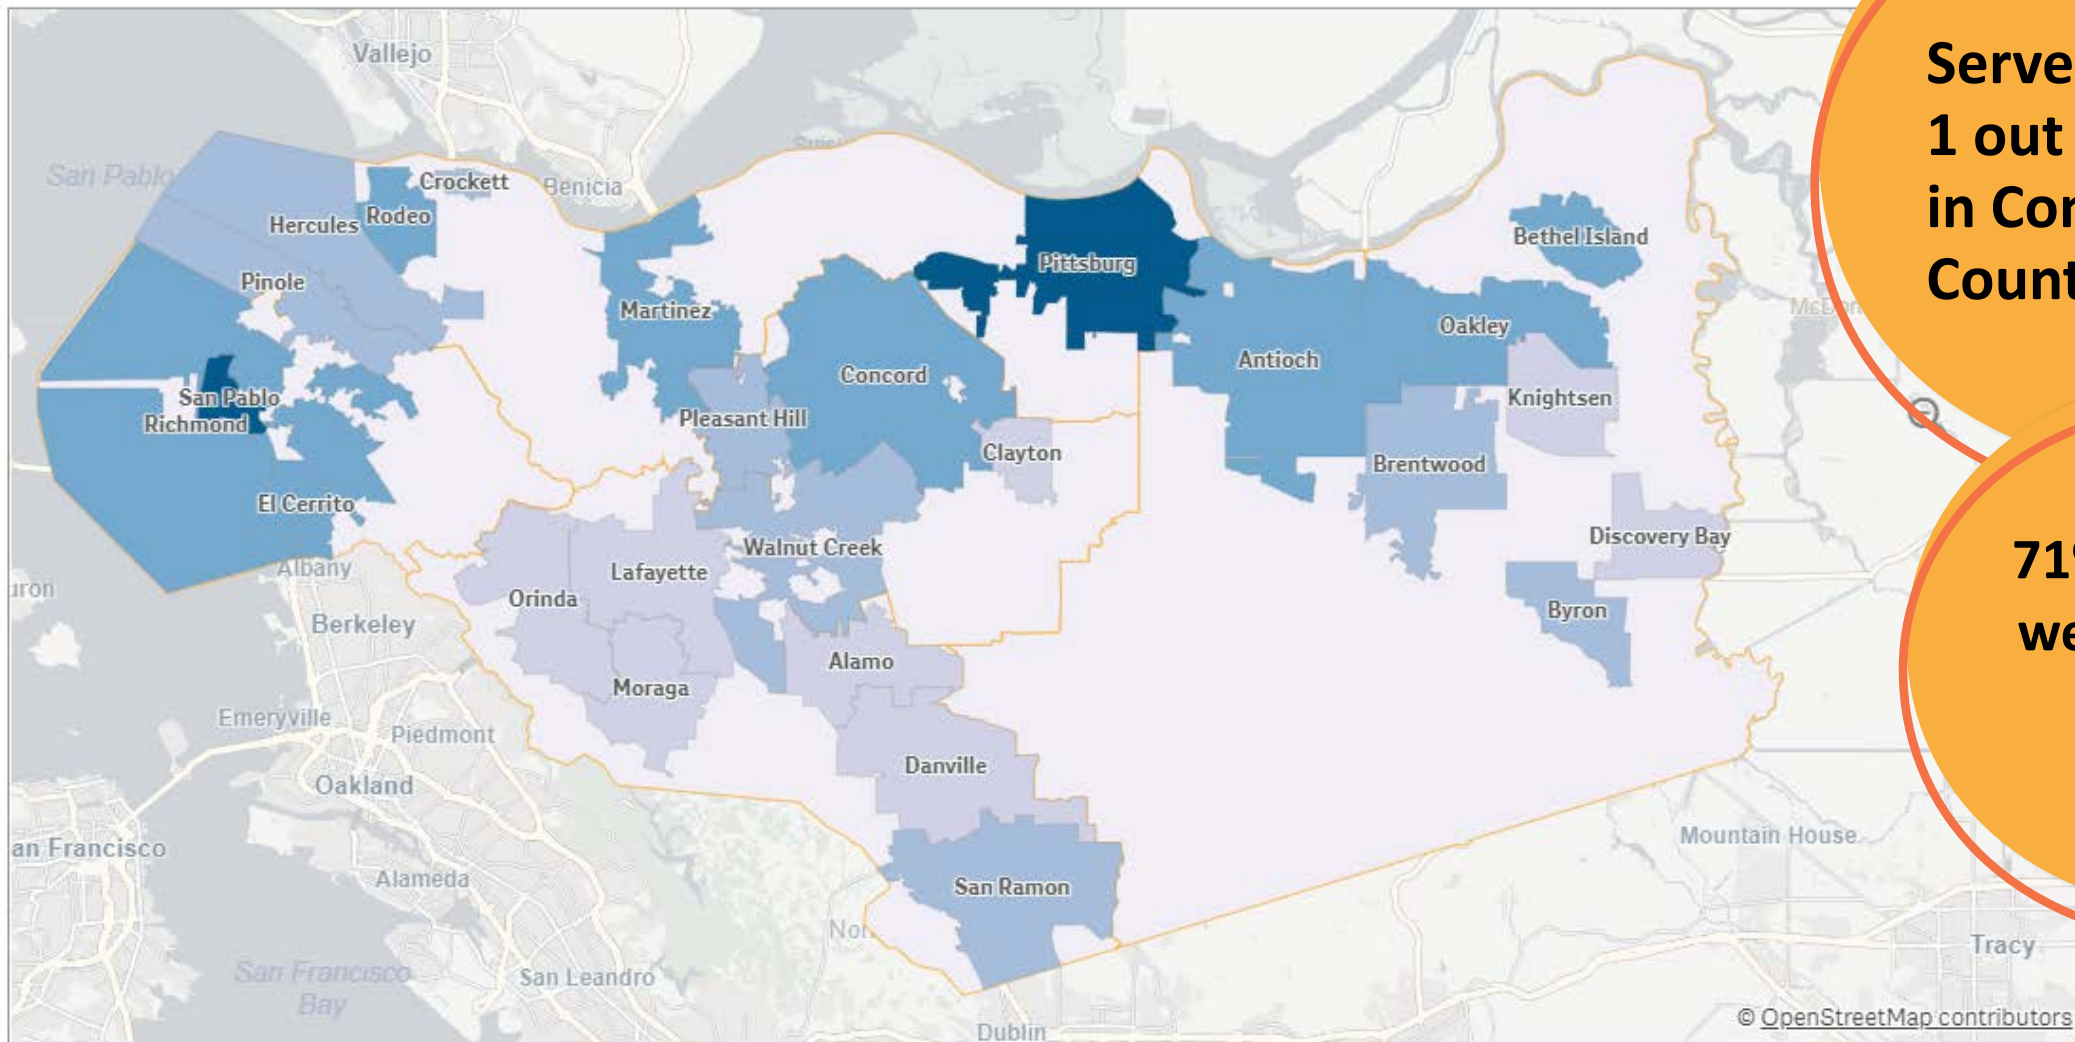 Vallejo
San Pablo
Crockett
Benicia
Hercules
Rodeo
Pinole
Pittsburg
Bethel Island
Martinez
Oakley
Antioch
Concord
San Pablo
Richmond
Pleasant Hill
Knightsen
Clayton
Brentwood
El Cerrito
Discovery Bay
Walnut Creek
Albany
Lafayette
Orinda
Byron
Berkeley
Alamo
Moraga
Emeryville
Piedmont
Danville
Oakland
Mountain House
an Francisco
Alameda
San Ramon
Tracy
San Francisco
Bay
San Leandro
Dublin
© OpenStreetMap contributors
Serve
1 out
in Cor
Count
71
we